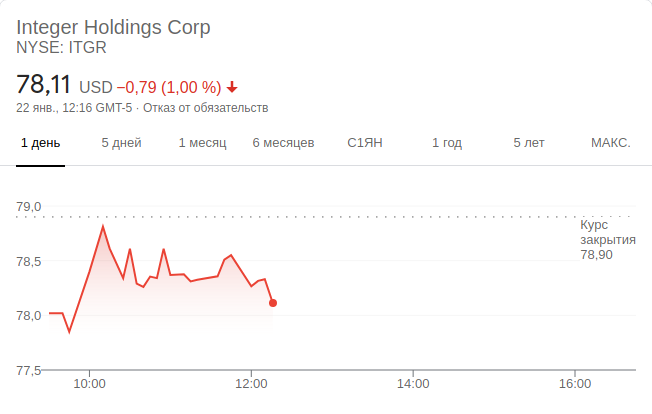 Integer Holdings Corp
NYSE: ITGR
78,11 USD −0,79 (1,00 %)
22 янв., 12:16 GMT-5 · Отказ от обязательств
1 день 5 дней 1 месяц 6 месяцев С1ЯН 1 год 5 лет МАКС.
79,0
Курс
закрытия
78,90
78,5
78,0
77,5
10:00 12:00 14:00 16:00